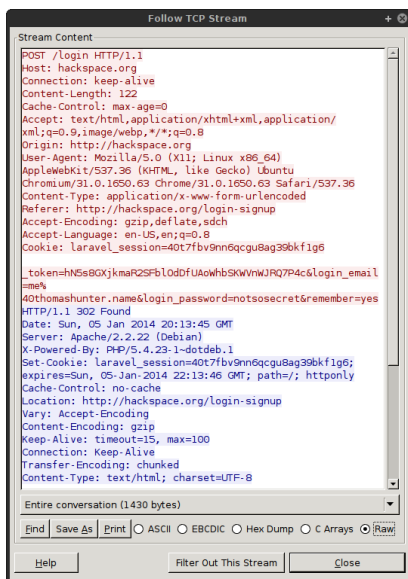 Follow TCP Stream
Stream Content
POST /login HTTP/1.1
Host: hackspace.org
Connection: keep-alive
Content-Length: 122
Cache-Control: max-age=0
Accept: text/html,application/xhtml+xml,application/
xml;q=0.9,image/webp,*/*;q=0.8
Origin: http://hackspace.org
User-Agent: Mozilla/5.0 (X11; Linux x86_64)
AppleWebKit/537.36 (KHTML, like Gecko) Ubuntu
Chromium/31.0.1650.63 Chrome/31.0.1650.63 Safari/537.36
Content-Type: application/x-www-form-urlencoded
Referer: http://hackspace.org/login-signup
Accept-Encoding: gzip,deflate,sdch
Accept-Language: en-US,en;q=0.8
Cookie: laravel_session=40t7fbv9nn6qcgu8ag39bkf1g6
_token=hN5s8GXjkmaR2SFblOdDfUAoWhbSKWVnWJRQ7P4c&login_email
=me%
40thomashunter.name&login_password=notsosecret&remember=yes
HTTP/1.1 302 Found
Date: Sun, 05 Jan 2014 20:13:45 GMT
Server: Apache/2.2.22 (Debian)
X-Powered-By: PHP/5.4.23-1~dotdeb.1
Set-Cookie: laravel_session=40t7fbv9nn6qcgu8ag39bkf1g6;
expires=Sun, 05-Jan-2014 22:13:46 GMT; path=/; httponly
Cache-Control: no-cache
Location: http://hackspace.org/login-signup
Vary: Accept-Encoding
Content-Encoding: gzip
Keep-Alive: timeout=15, max=100
Connection: Keep-Alive
Transfer-Encoding: chunked
Content-Type: text/html; charset=UTF-8
Entire conversation (1430 bytes)
Find Save As Print ASCII EBCDIC Hex Dump C Arrays Raw
Help Filter Out This Stream Close